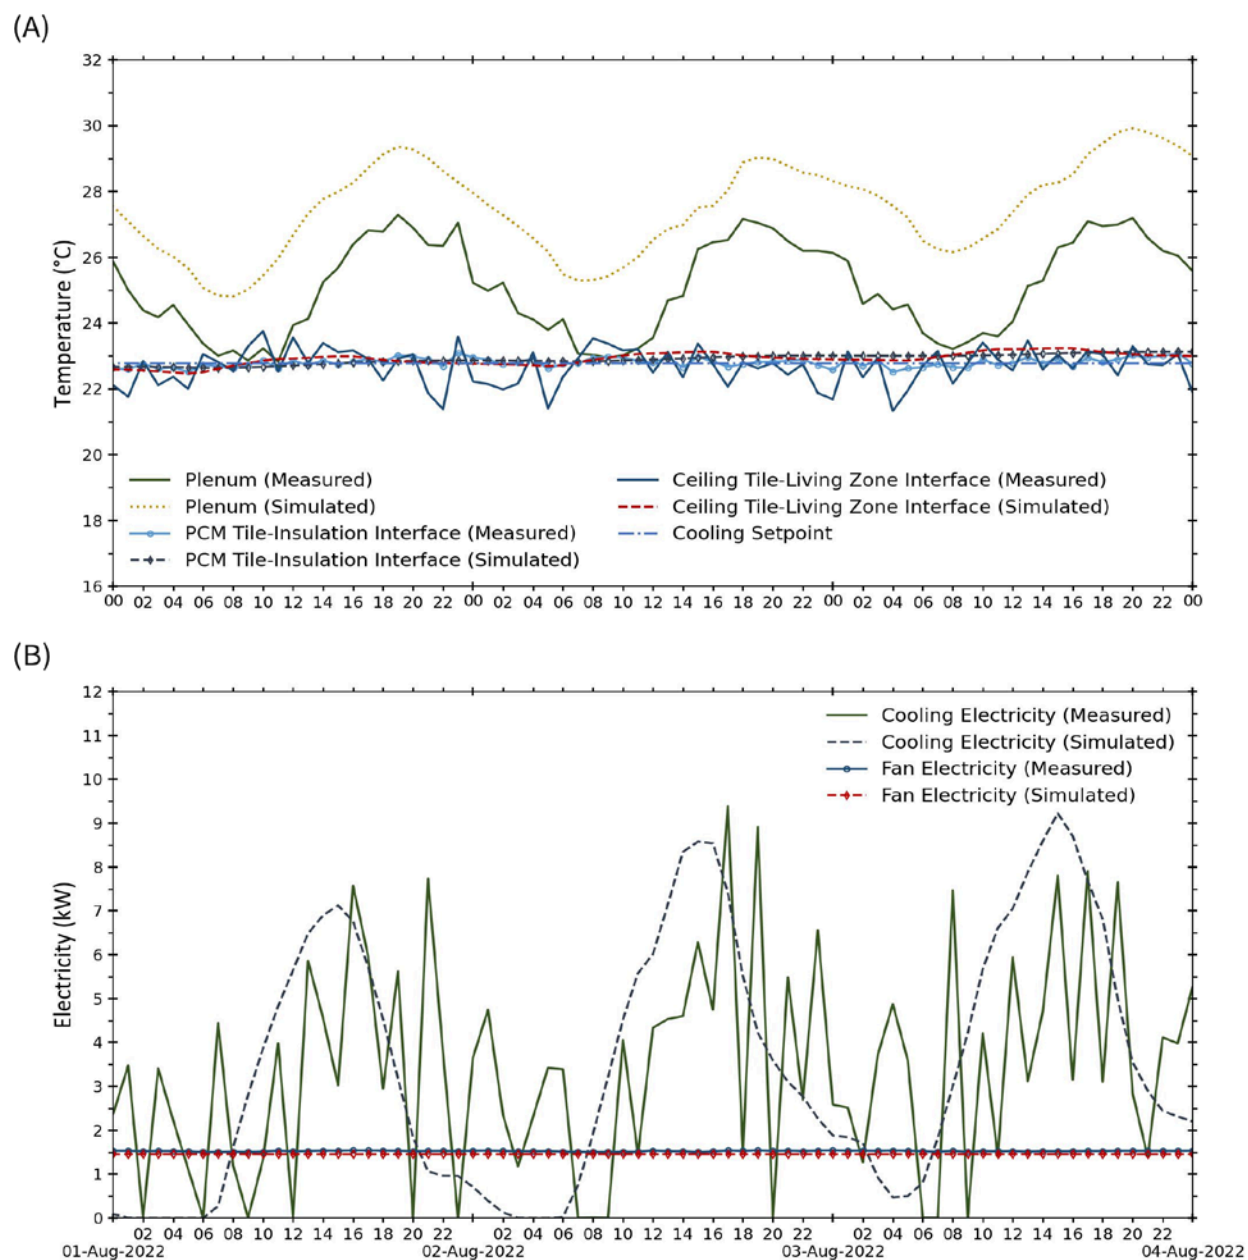 (A)
32
30
28
26
24
22
20
18
16
Temperature (°C)
Plenum (Measured)
Plenum (Simulated)
PCM Tile-Insulation Interface (Measured)
PCM Tile-Insulation Interface (Simulated)
Ceiling Tile-Living Zone Interface (Measured)
Ceiling Tile-Living Zone Interface (Simulated)
Cooling Setpoint
00 02 04 06 08 10 12 14 16 18 20 22 00 02 04 06 08 10 12 14 16 18 20 22 00 02 04 06 08 10 12 14 16 18 20 22 00
(B)
12
11
10
9
8
7
6
5
4
3
2
1
0
Electricity (kW)
Cooling Electricity (Measured)
Cooling Electricity (Simulated)
Fan Electricity (Measured)
Fan Electricity (Simulated)
00 02 04 06 08 10 12 14 16 18 20 22 00 02 04 06 08 10 12 14 16 18 20 22 00 02 04 06 08 10 12 14 16 18 20 22 00
01-Aug-2022 02-Aug-2022 03-Aug-2022 04-Aug-2022